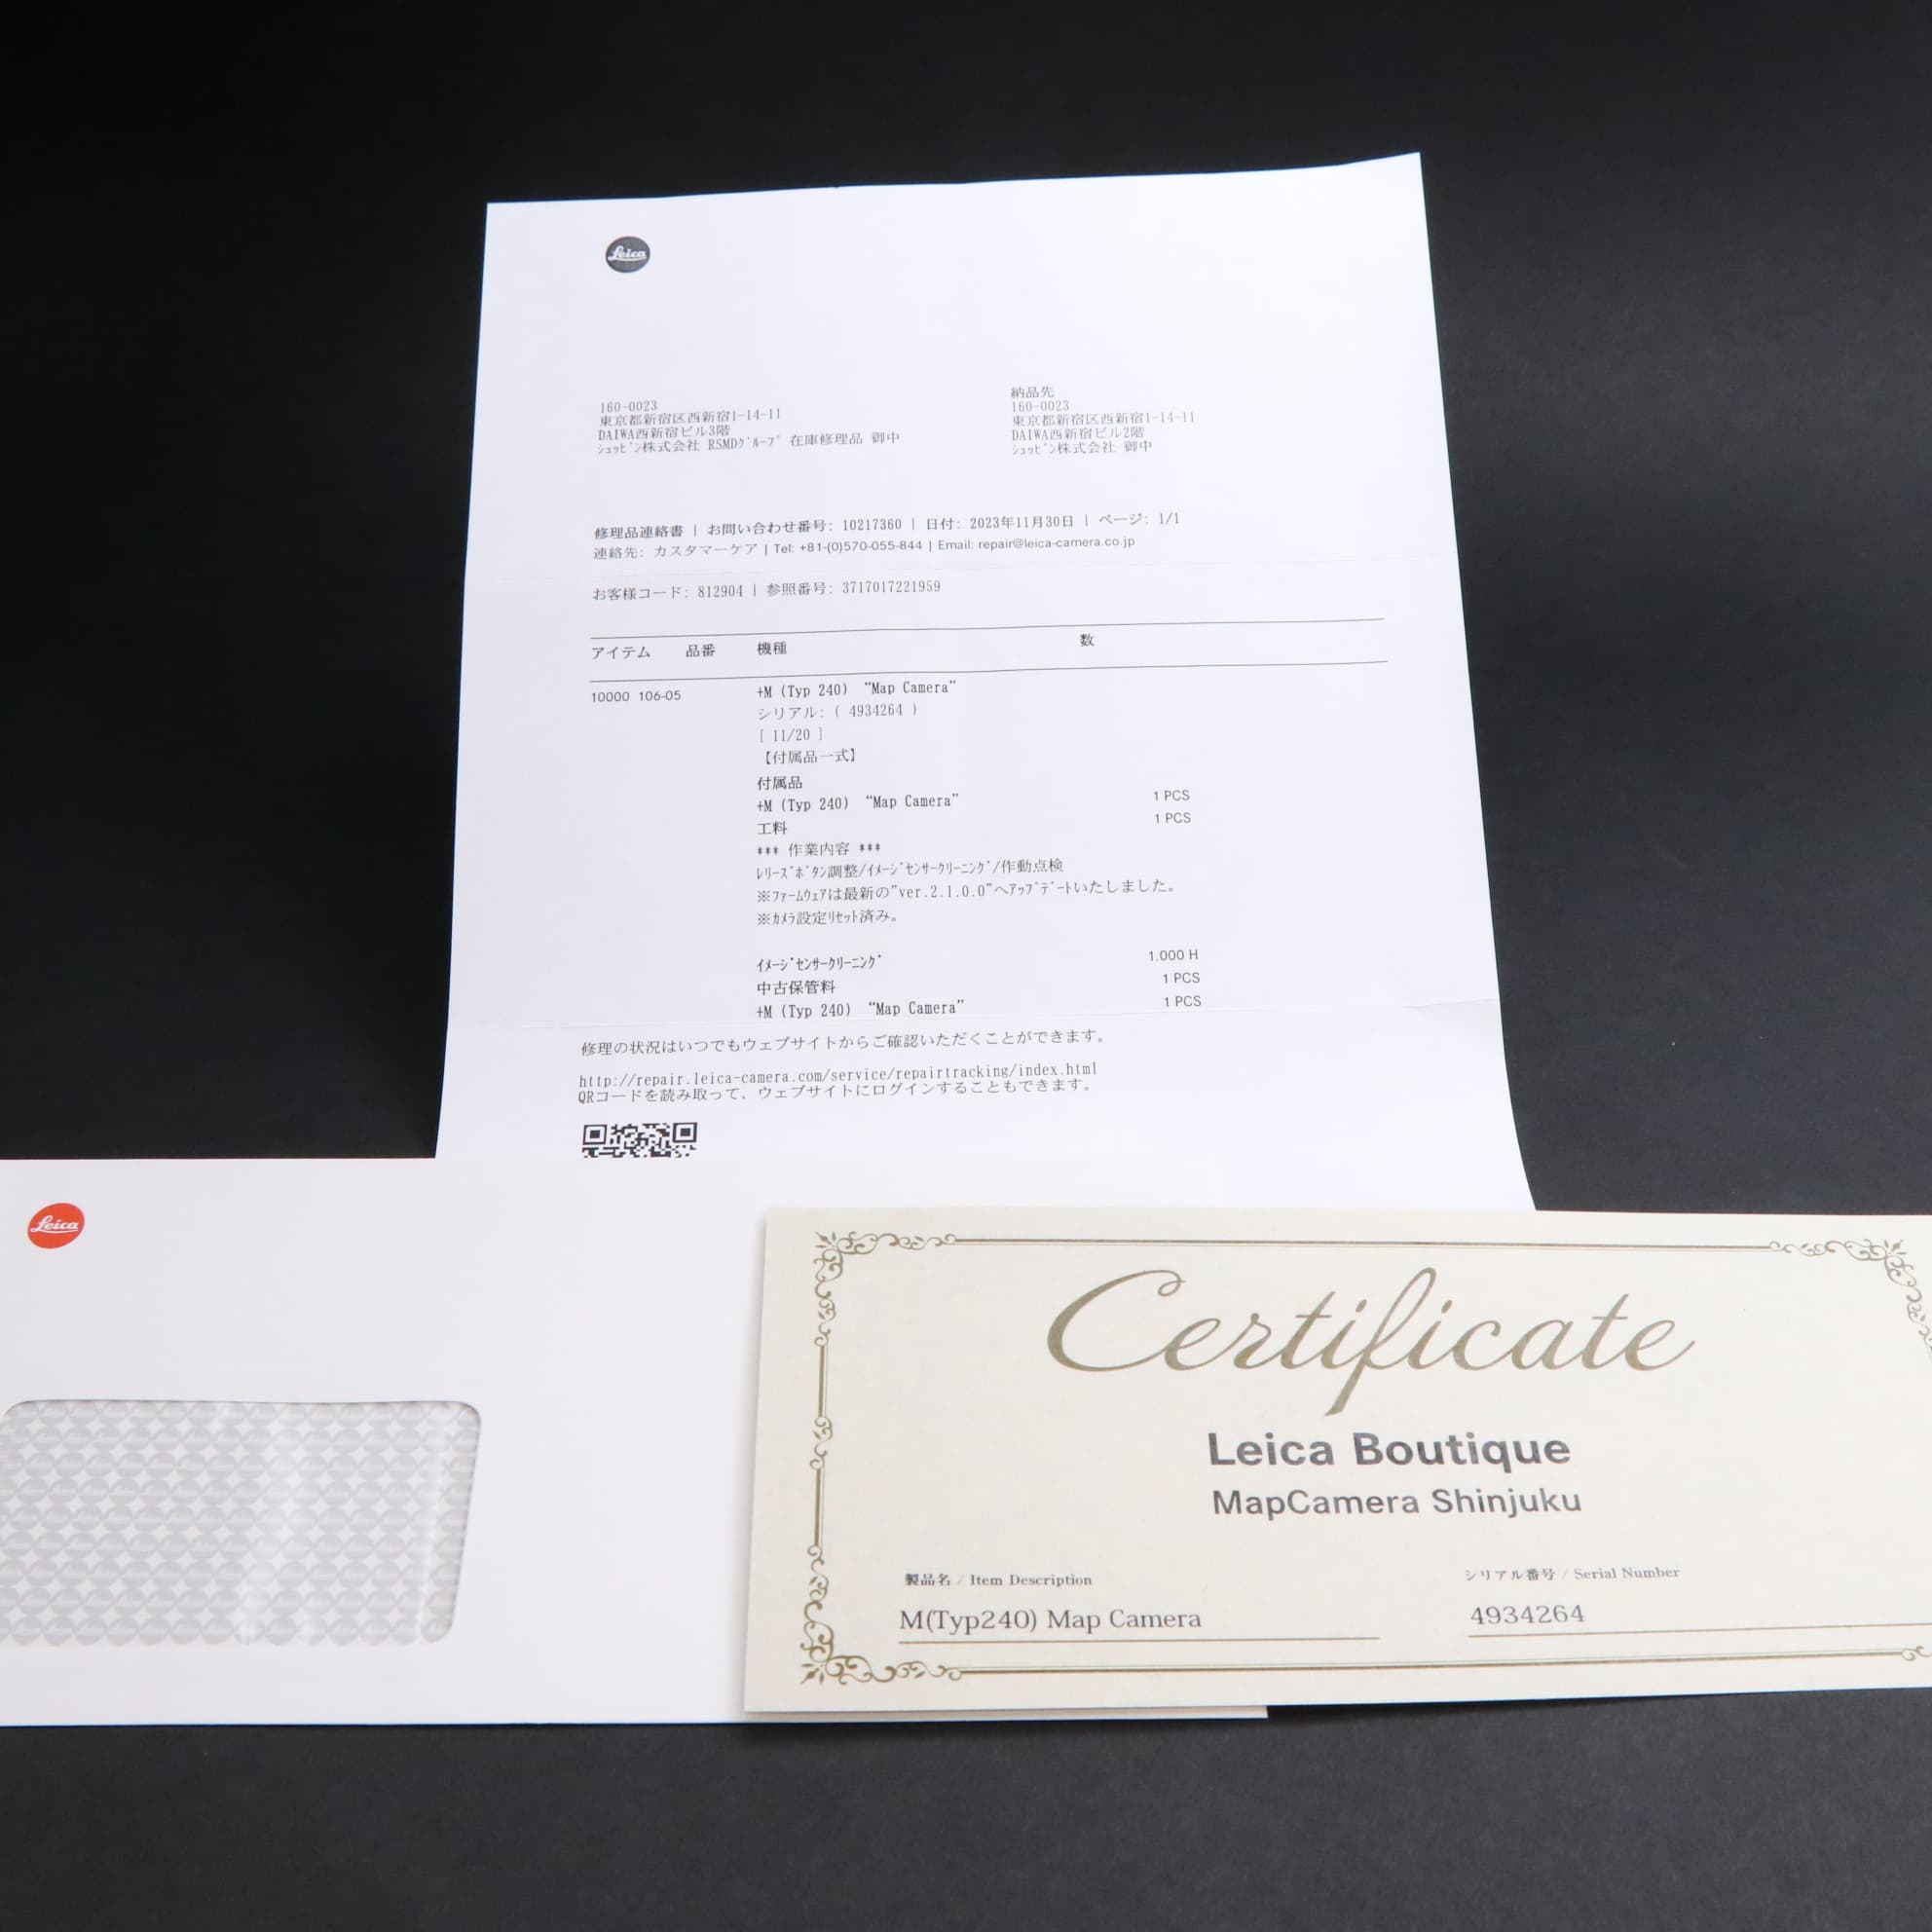 Leica
160-0023
東京都新宿区西新宿1-14-11
DAIWA西新宿ビル3階
ｼｭｯﾋﾟﾝ株式会社 RSMDｸﾞﾙｰﾌﾟ 在庫修理品 御中
納品先
160-0023
東京都新宿区西新宿1-14-11
DAIWA西新宿ビル2階
ｼｭｯﾋﾟﾝ株式会社 御中
修理品連絡書 | お問い合わせ番号: 10217360 | 日付: 2023年11月30日 | ページ: 1/1
連絡先: カスタマーケア | Tel: +81-(0)570-055-844 | Email: repair@leica-camera.co.jp
お客様コード: 812904 | 参照番号: 3717017221959
アイテム 品番 機種 数
10000 106-05 +M (Typ 240) “Map Camera”
シリアル: ( 4934264 )
[ 11/20 ]
【付属品一式】
付属品
+M (Typ 240) “Map Camera” 1 PCS
工料 1 PCS
*** 作業内容 ***
ﾚﾘｰｽﾞﾎﾞﾀﾝ調整/ｲﾒｰｼﾞｾﾝｻｰｸﾘｰﾆﾝｸﾞ/作動点検
※ﾌｧｰﾑｳｪｱは最新の”ver.2.1.0.0”へｱｯﾌﾟﾃﾞｰﾄいたしました。
※ｶﾒﾗ設定ﾘｾｯﾄ済み。
ｲﾒｰｼﾞｾﾝｻｰｸﾘｰﾆﾝｸﾞ 1.000 H
中古保管料 1 PCS
+M (Typ 240) “Map Camera” 1 PCS
修理の状況はいつでもウェブサイトからご確認いただくことができます。
http://repair.leica-camera.com/service/repairtracking/index.html
QRコードを読み取って、ウェブサイトにログインすることもできます。
Leica
Certificate
Leica Boutique
MapCamera Shinjuku
製品名 / Item Description
M(Typ240) Map Camera
シリアル番号 / Serial Number
4934264